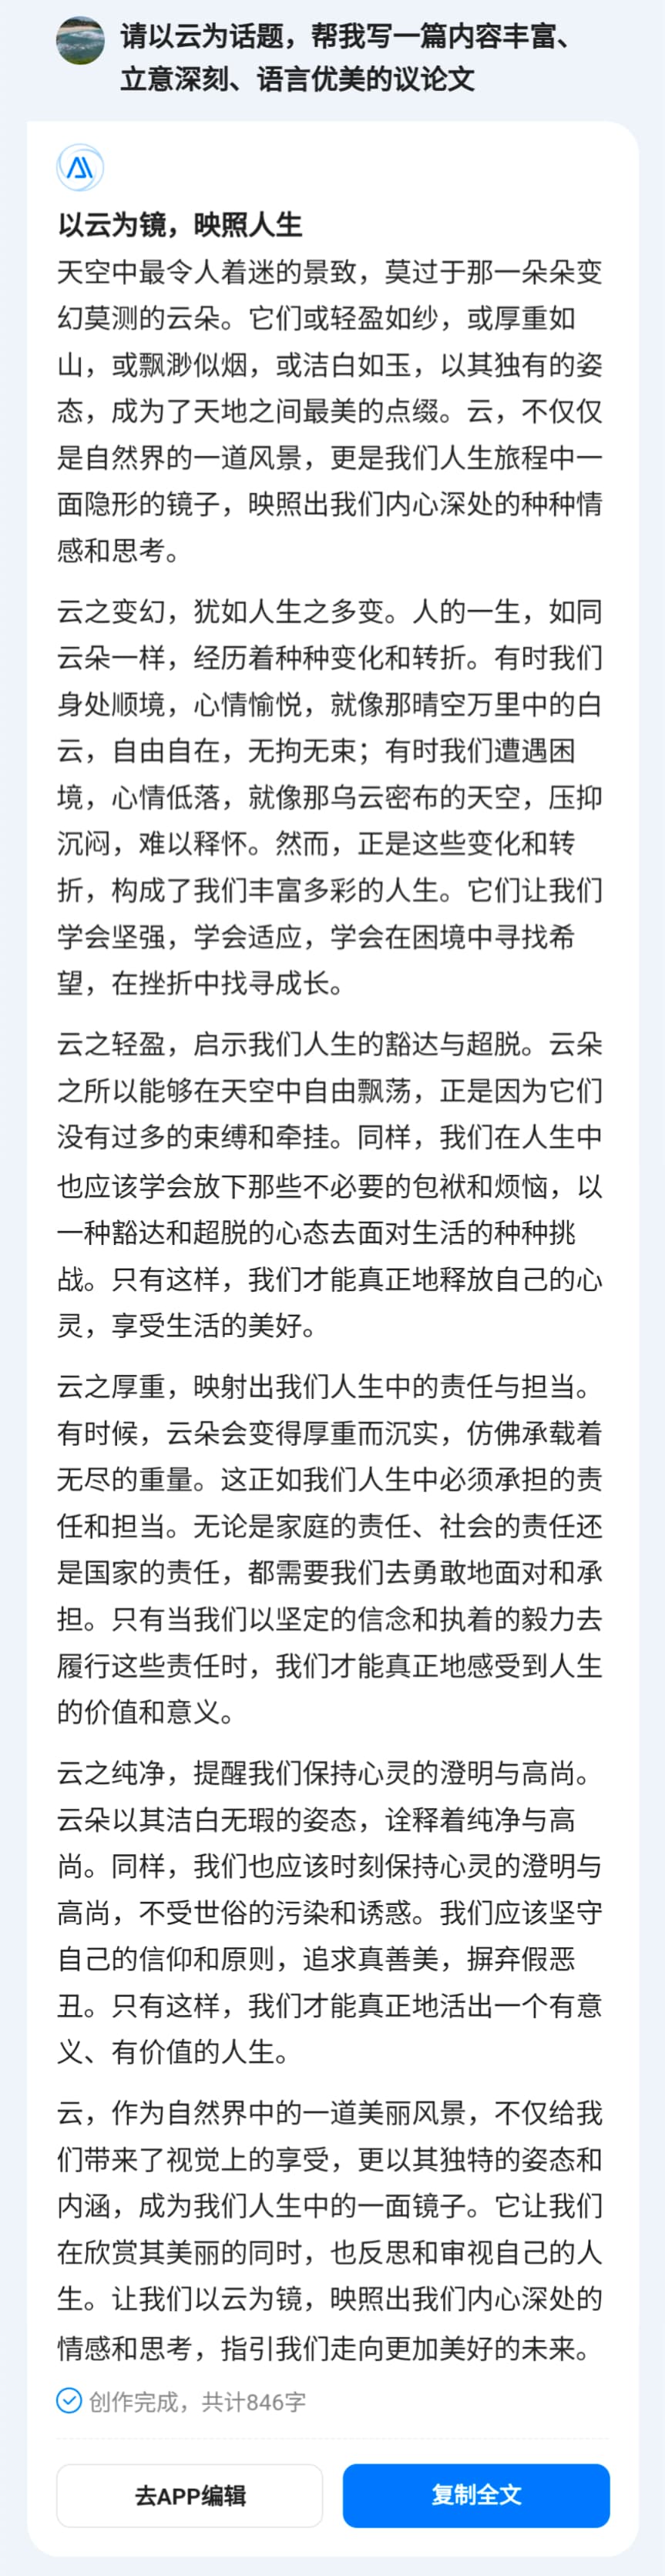 请以云为话题，帮我写一篇内容丰富、
立意深刻、语言优美的议论文
以云为镜，映照人生
天空中最令人着迷的景致，莫过于那一朵朵变
幻莫测的云朵。它们或轻盈如纱，或厚重如
山，或飘渺似烟，或洁白如玉，以其独有的姿
态，成为了天地之间最美的点缀。云，不仅仅
是自然界的一道风景，更是我们人生旅程中一
面隐形的镜子，映照出我们内心深处的种种情
感和思考。
云之变幻，犹如人生之多变。人的一生，如同
云朵一样，经历着种种变化和转折。有时我们
身处顺境，心情愉悦，就像那晴空万里中的白
云，自由自在，无拘无束；有时我们遭遇困
境，心情低落，就像那乌云密布的天空，压抑
沉闷，难以释怀。然而，正是这些变化和转
折，构成了我们丰富多彩的人生。它们让我们
学会坚强，学会适应，学会在困境中寻找希
望，在挫折中找寻成长。
云之轻盈，启示我们人生的豁达与超脱。云朵
之所以能够在天空中自由飘荡，正是因为它们
没有过多的束缚和牵挂。同样，我们在人生中
也应该学会放下那些不必要的包袱和烦恼，以
一种豁达和超脱的心态去面对生活的种种挑
战。只有这样，我们才能真正地释放自己的心
灵，享受生活的美好。
云之厚重，映射出我们人生中的责任与担当。
有时候，云朵会变得厚重而沉实，仿佛承载着
无尽的重量。这正如我们人生中必须承担的责
任和担当。无论是家庭的责任、社会的责任还
是国家的责任，都需要我们去勇敢地面对和承
担。只有当我们以坚定的信念和执着的毅力去
履行这些责任时，我们才能真正地感受到人生
的价值和意义。
云之纯净，提醒我们保持心灵的澄明与高尚。
云朵以其洁白无瑕的姿态，诠释着纯净与高
尚。同样，我们也应该时刻保持心灵的澄明与
高尚，不受世俗的污染和诱惑。我们应该坚守
自己的信仰和原则，追求真善美，摒弃假恶
丑。只有这样，我们才能真正地活出一个有意
义、有价值的人生。
云，作为自然界中的一道美丽风景，不仅给我
们带来了视觉上的享受，更以其独特的姿态和
内涵，成为我们人生中的一面镜子。它让我们
在欣赏其美丽的同时，也反思和审视自己的人
生。让我们以云为镜，映照出我们内心深处的
情感和思考，指引我们走向更加美好的未来。
创作完成，共计846字
去APP编辑
复制全文